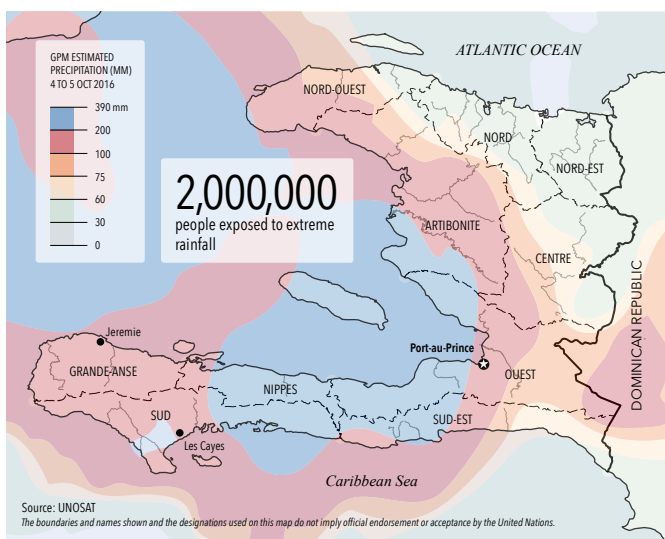 ATLANTIC OCEAN
GPM ESTIMATED
PRECIPITATION (MM)
4 TO 5 OCT 2016
390 mm
200
100
75
60
30
0
2,000,000
people exposed to extreme
rainfall
NORD-OUEST
NORD
NORD-EST
ARTIBONITE
CENTRE
DOMINICAN REPUBLIC
Jeremie
Port-au-Prince
GRANDE-ANSE
OUEST
NIPPES
SUD
SUD-EST
Les Cayes
Caribbean Sea
Source: UNOSAT
The boundaries and names shown and the designations used on this map do not imply official endorsement or acceptance by the United Nations.